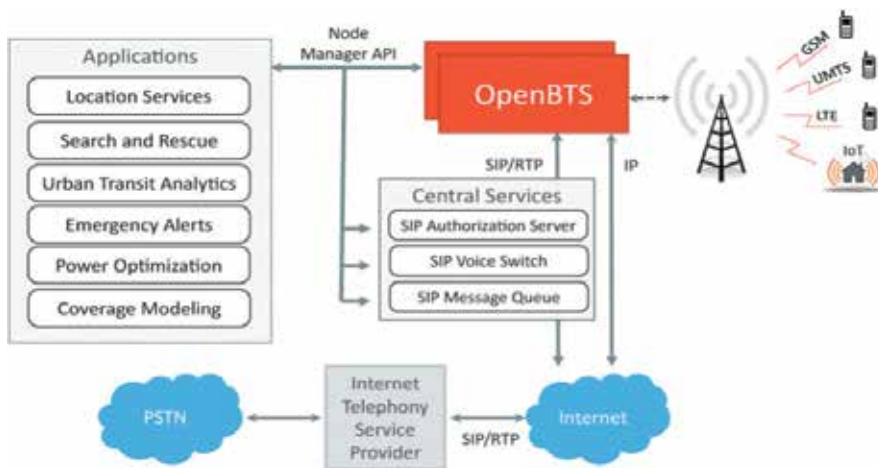 Applications
Location Services
Search and Rescue
Urban Transit Analytics
Emergency Alerts
Power Optimization
Coverage Modeling
Node
Manager API
OpenBTS
GSM
UMTS
LTE
IoT
SIP/RTP
IP
Central Services
SIP Authorization Server
SIP Voice Switch
SIP Message Queue
PSTN
Internet
Telephony
Service
Provider
SIP/RTP
Internet